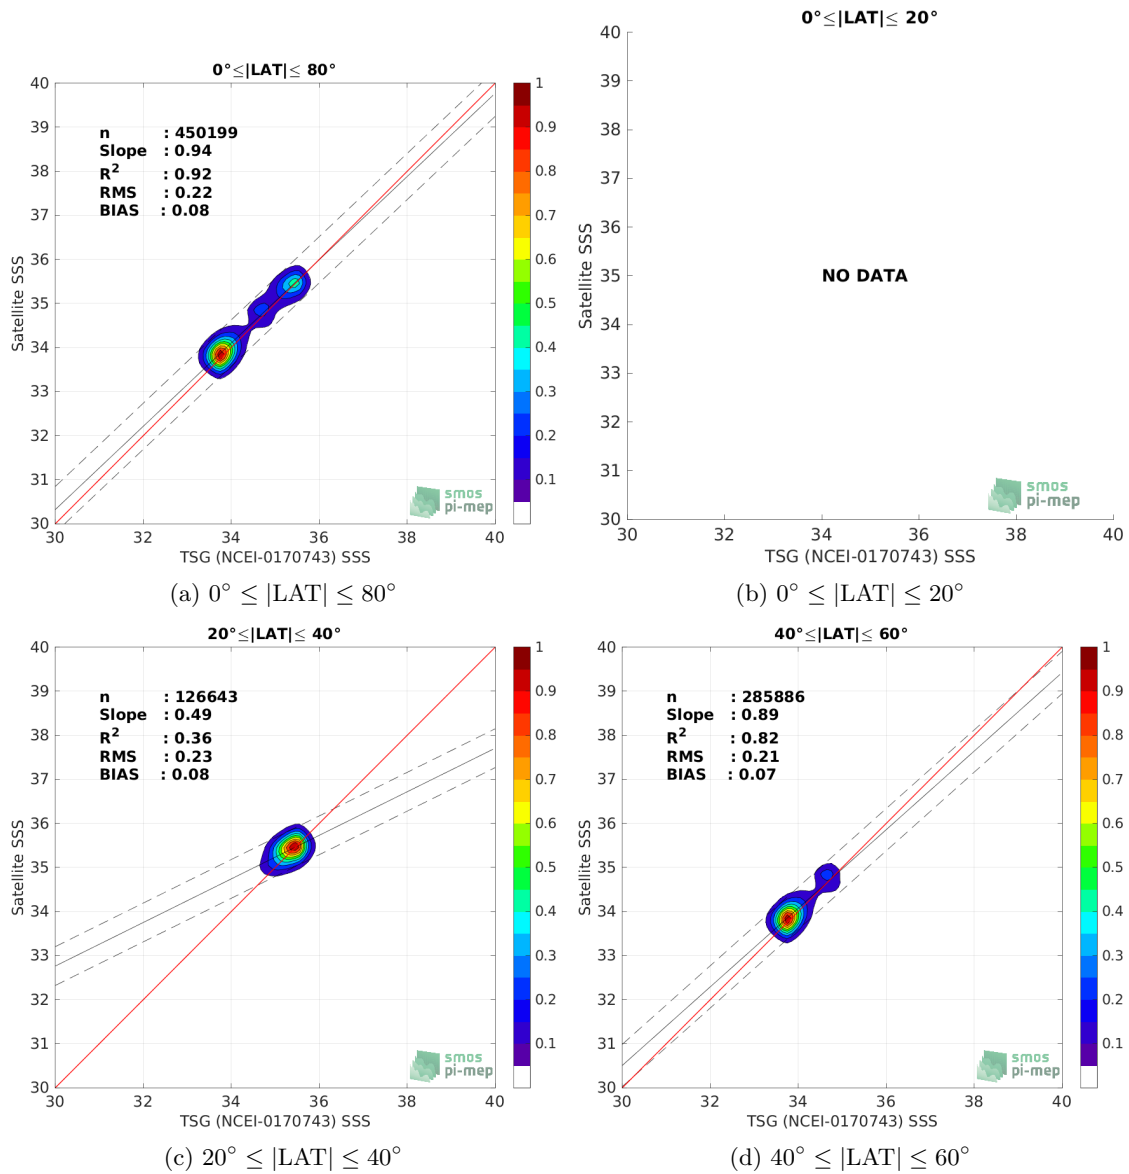 0°≤|LAT|≤ 80°
40
39
38
37
36
35
34
33
32
31
30
Satellite SSS
n : 450199
Slope : 0.94
R² : 0.92
RMS : 0.22
BIAS : 0.08
smos
pi-mep
30 32 34 36 38 40
TSG (NCEI-0170743) SSS
1
0.9
0.8
0.7
0.6
0.5
0.4
0.3
0.2
0.1
(a) 0° ≤ |LAT| ≤ 80°
0°≤|LAT|≤ 20°
40
39
38
37
36
35
34
33
32
31
30
Satellite SSS
NO DATA
smos
pi-mep
30 32 34 36 38 40
TSG (NCEI-0170743) SSS
(b) 0° ≤ |LAT| ≤ 20°
20°≤|LAT|≤ 40°
40
39
38
37
36
35
34
33
32
31
30
Satellite SSS
n : 126643
Slope : 0.49
R² : 0.36
RMS : 0.23
BIAS : 0.08
smos
pi-mep
30 32 34 36 38 40
TSG (NCEI-0170743) SSS
1
0.9
0.8
0.7
0.6
0.5
0.4
0.3
0.2
0.1
(c) 20° ≤ |LAT| ≤ 40°
40°≤|LAT|≤ 60°
40
39
38
37
36
35
34
33
32
31
30
Satellite SSS
n : 285886
Slope : 0.89
R² : 0.82
RMS : 0.21
BIAS : 0.07
smos
pi-mep
30 32 34 36 38 40
TSG (NCEI-0170743) SSS
1
0.9
0.8
0.7
0.6
0.5
0.4
0.3
0.2
0.1
(d) 40° ≤ |LAT| ≤ 60°